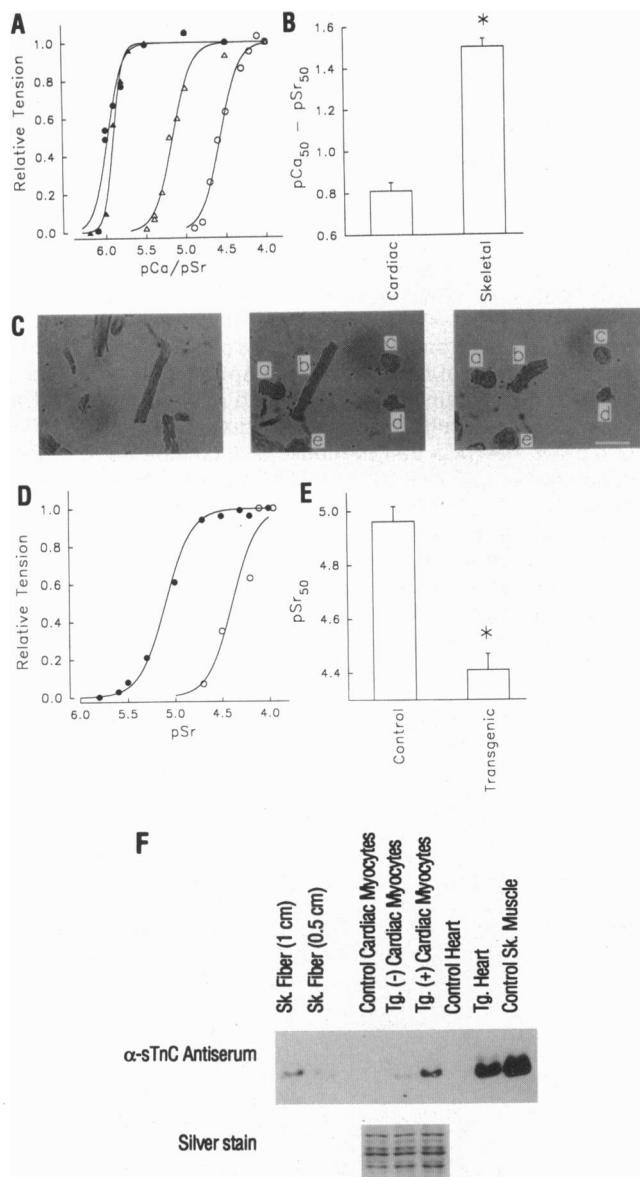 A
Relative Tension
1.0
0.8
0.6
0.4
0.2
0.0
6.0 5.5 5.0 4.5 4.0
pCa/pSr
B
pCa50 − pSr50
1.6
1.4
1.2
1.0
0.8
0.6
*
Cardiac
Skeletal
C
a b c d e
a b c d e
D
Relative Tension
1.0
0.8
0.6
0.4
0.2
0.0
6.0 5.5 5.0 4.5 4.0
pSr
E
pSr50
5.0
4.8
4.6
4.4
*
Control
Transgenic
F
Sk. Fiber (1 cm)
Sk. Fiber (0.5 cm)
Control Cardiac Myocytes
Tg. (-) Cardiac Myocytes
Tg. (+) Cardiac Myocytes
Control Heart
Tg. Heart
Control Sk. Muscle
α-sTnC Antiserum
Silver stain